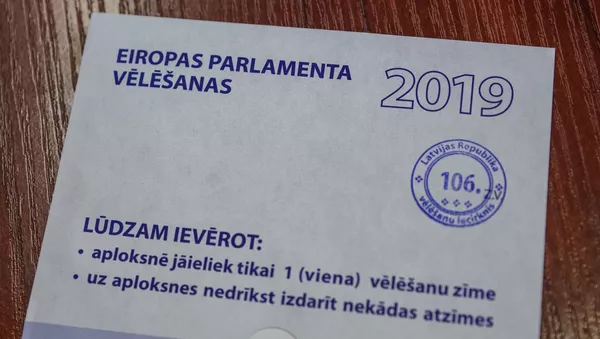 EIROPAS PARLAMENTA
VĒLĒŠANAS
2019
Latvijas Republika
106.
vēlēšanu iecirknis
LŪDZAM IEVĒROT:
• aploksnē jāieliek tikai 1 (viena) vēlēšanu zīme
• uz aploksnes nedrīkst izdarīt nekādas atzīmes